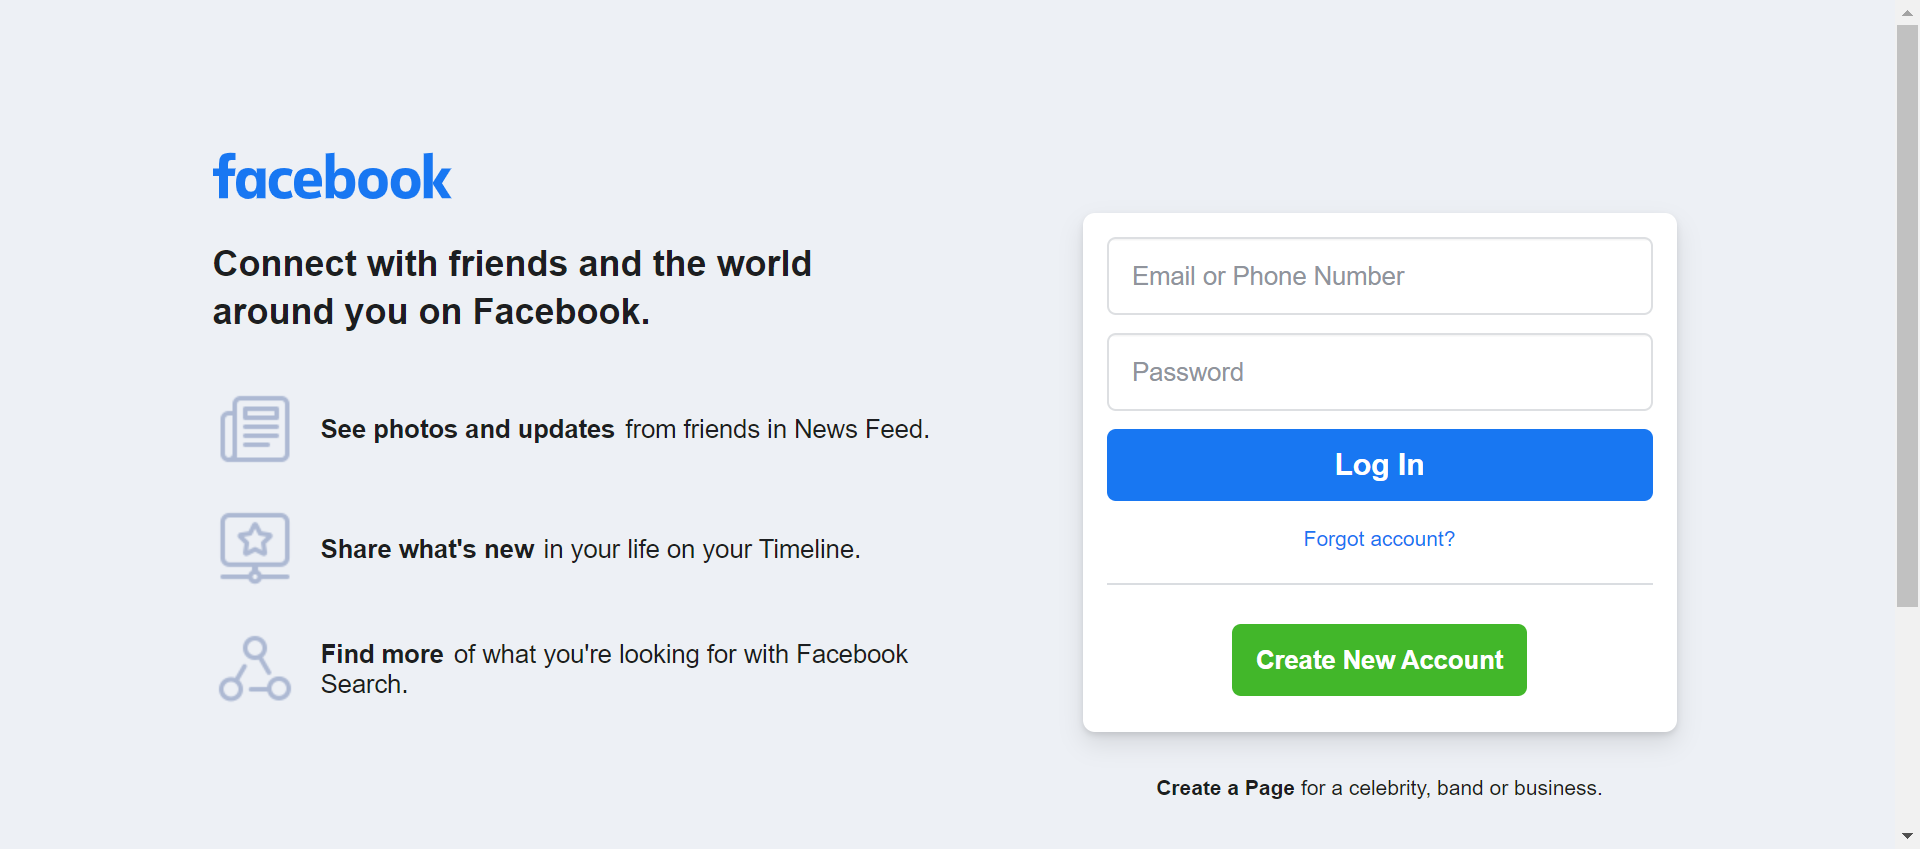 facebook
Connect with friends and the world
around you on Facebook.
See photos and updates from friends in News Feed.
Share what's new in your life on your Timeline.
Find more of what you're looking for with Facebook
Search.
Email or Phone Number
Password
Log In
Forgot account?
Create New Account
Create a Page for a celebrity, band or business.